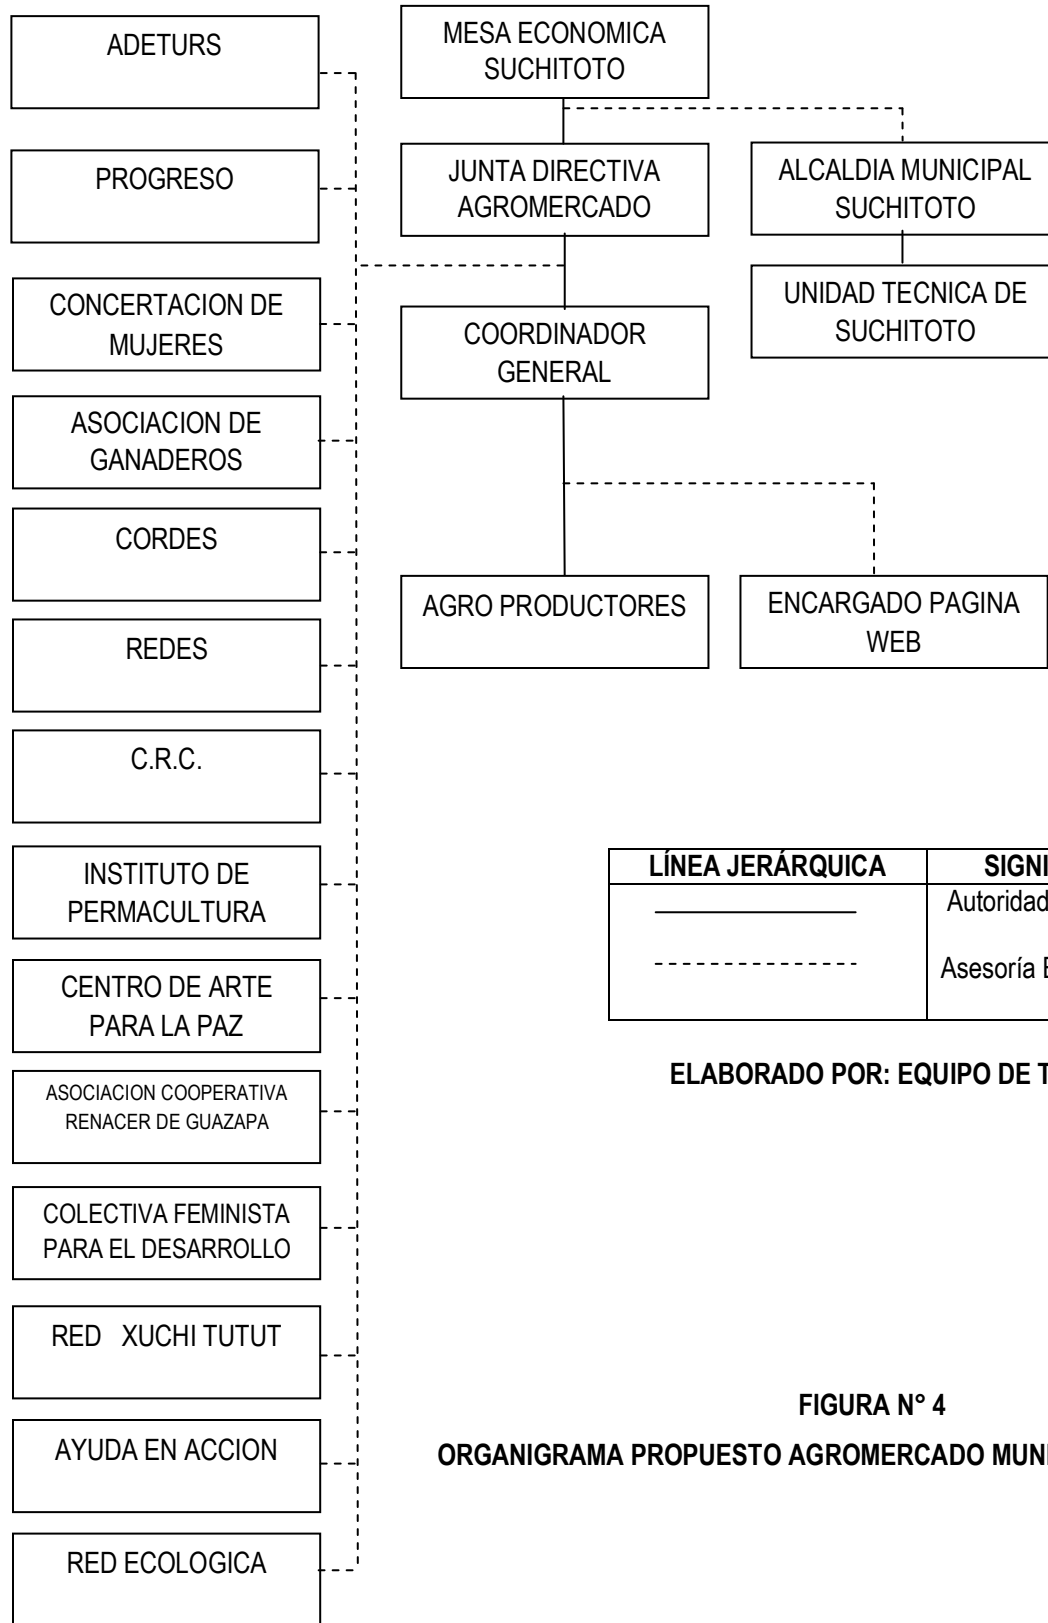 ADETURS
PROGRESO
CONCERTACION DE
MUJERES
ASOCIACION DE
GANADEROS
CORDES
REDES
C.R.C.
INSTITUTO DE
PERMACULTURA
CENTRO DE ARTE
PARA LA PAZ
ASOCIACION COOPERATIVA
RENACER DE GUAZAPA
COLECTIVA FEMINISTA
PARA EL DESARROLLO
RED XUCHI TUTUT
AYUDA EN ACCION
RED ECOLOGICA
MESA ECONOMICA
SUCHITOTO
JUNTA DIRECTIVA
AGROMERCADO
ALCALDIA MUNICIPAL
SUCHITOTO
UNIDAD TECNICA DE
SUCHITOTO
COORDINADOR
GENERAL
AGRO PRODUCTORES
ENCARGADO PAGINA
WEB
LÍNEA JERÁRQUICA
Autoridad
Asesoría
ELABORADO POR: EQUIPO DE
FIGURA N° 4
ORGANIGRAMA PROPUESTO AGROMERCADO